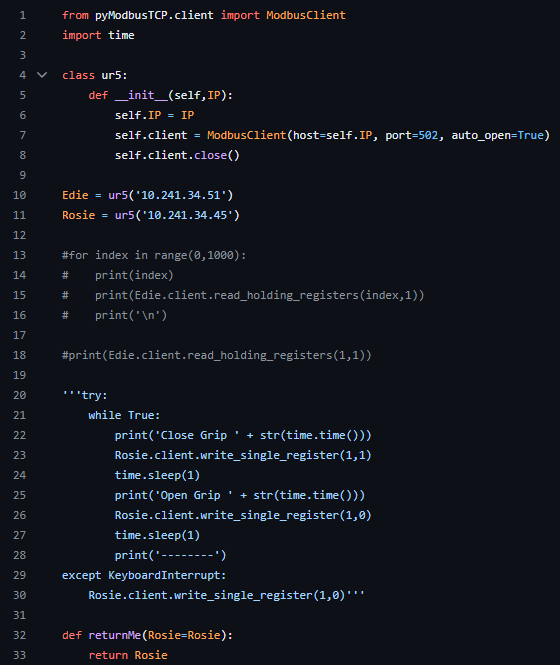 1 from pyModbusTCP.client import ModbusClient
2 import time
3
4 class ur5:
5     def __init__(self,IP):
6         self.IP = IP
7         self.client = ModbusClient(host=self.IP, port=502, auto_open=True)
8         self.client.close()
9
10 Edie = ur5('10.241.34.51')
11 Rosie = ur5('10.241.34.45')
12
13 #for index in range(0,1000):
14 #    print(index)
15 #    print(Edie.client.read_holding_registers(index,1))
16 #    print('\n')
17
18 #print(Edie.client.read_holding_registers(1,1))
19
20 '''try:
21     while True:
22         print('Close Grip ' + str(time.time()))
23         Rosie.client.write_single_register(1,1)
24         time.sleep(1)
25         print('Open Grip ' + str(time.time()))
26         Rosie.client.write_single_register(1,0)
27         time.sleep(1)
28         print('--------')
29 except KeyboardInterrupt:
30     Rosie.client.write_single_register(1,0)'''
31
32 def returnMe(Rosie=Rosie):
33     return Rosie